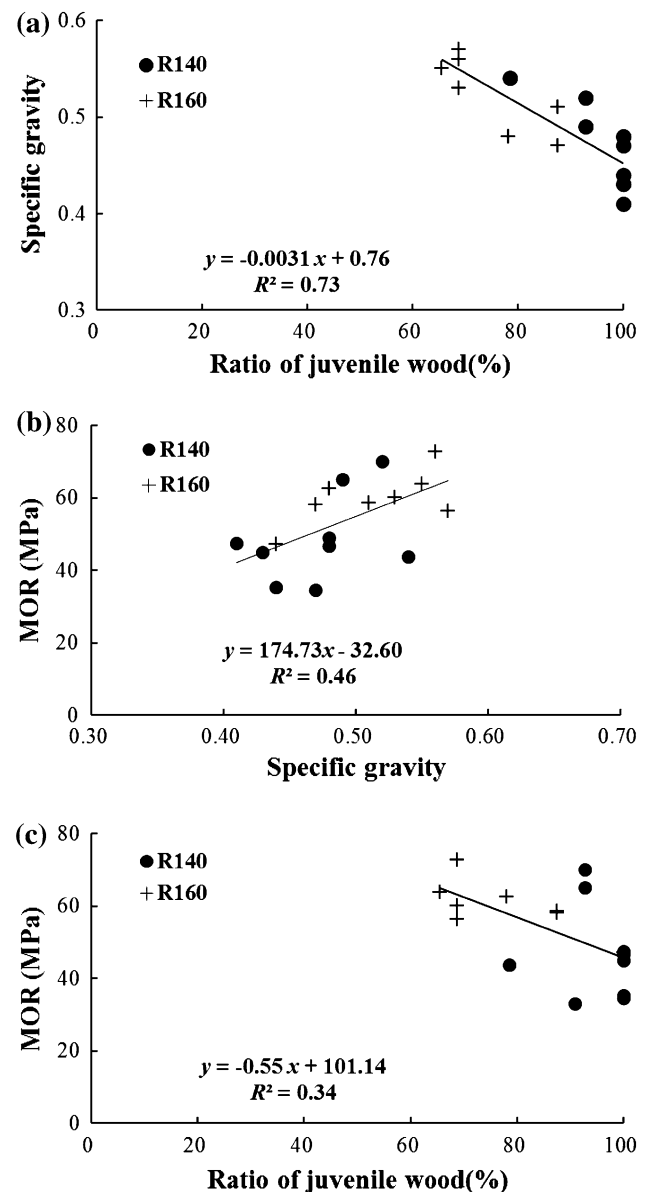 (a)
0.6
0.5
0.4
0.3
Specific gravity
● R140
+ R160
y = -0.0031 x + 0.76
R² = 0.73
0 20 40 60 80 100
Ratio of juvenile wood(%)
(b)
80
60
40
20
0
MOR (MPa)
● R140
+ R160
y = 174.73x - 32.60
R² = 0.46
0.30 0.40 0.50 0.60 0.70
Specific gravity
(c)
80
60
40
20
0
MOR (MPa)
● R140
+ R160
y = -0.55 x + 101.14
R² = 0.34
0 20 40 60 80 100
Ratio of juvenile wood(%)